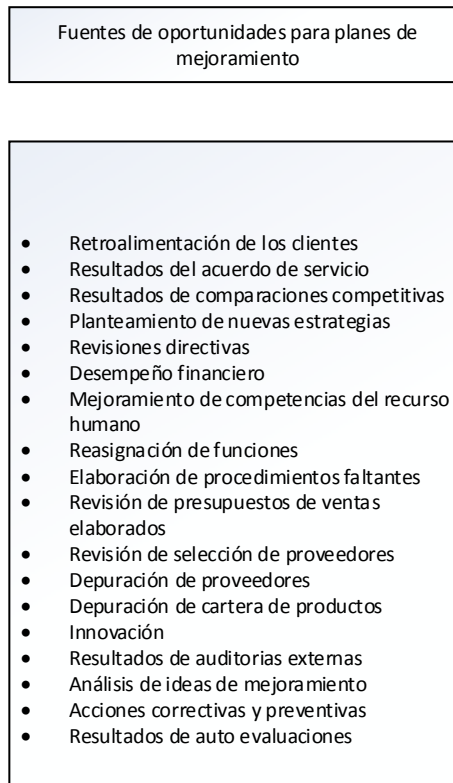 Fuentes de oportunidades para planes de
mejoramiento
• Retroalimentación de los clientes
• Resultados del acuerdo de servicio
• Resultados de comparaciones competitivas
• Planteamiento de nuevas estrategias
• Revisiones directivas
• Desempeño financiero
• Mejoramiento de competencias del recurso
humano
• Reasignación de funciones
• Elaboración de procedimientos faltantes
• Revisión de presupuestos de ventas
elaborados
• Revisión de selección de proveedores
• Depuración de proveedores
• Depuración de cartera de productos
• Innovación
• Resultados de auditorias externas
• Análisis de ideas de mejoramiento
• Acciones correctivas y preventivas
• Resultados de auto evaluaciones